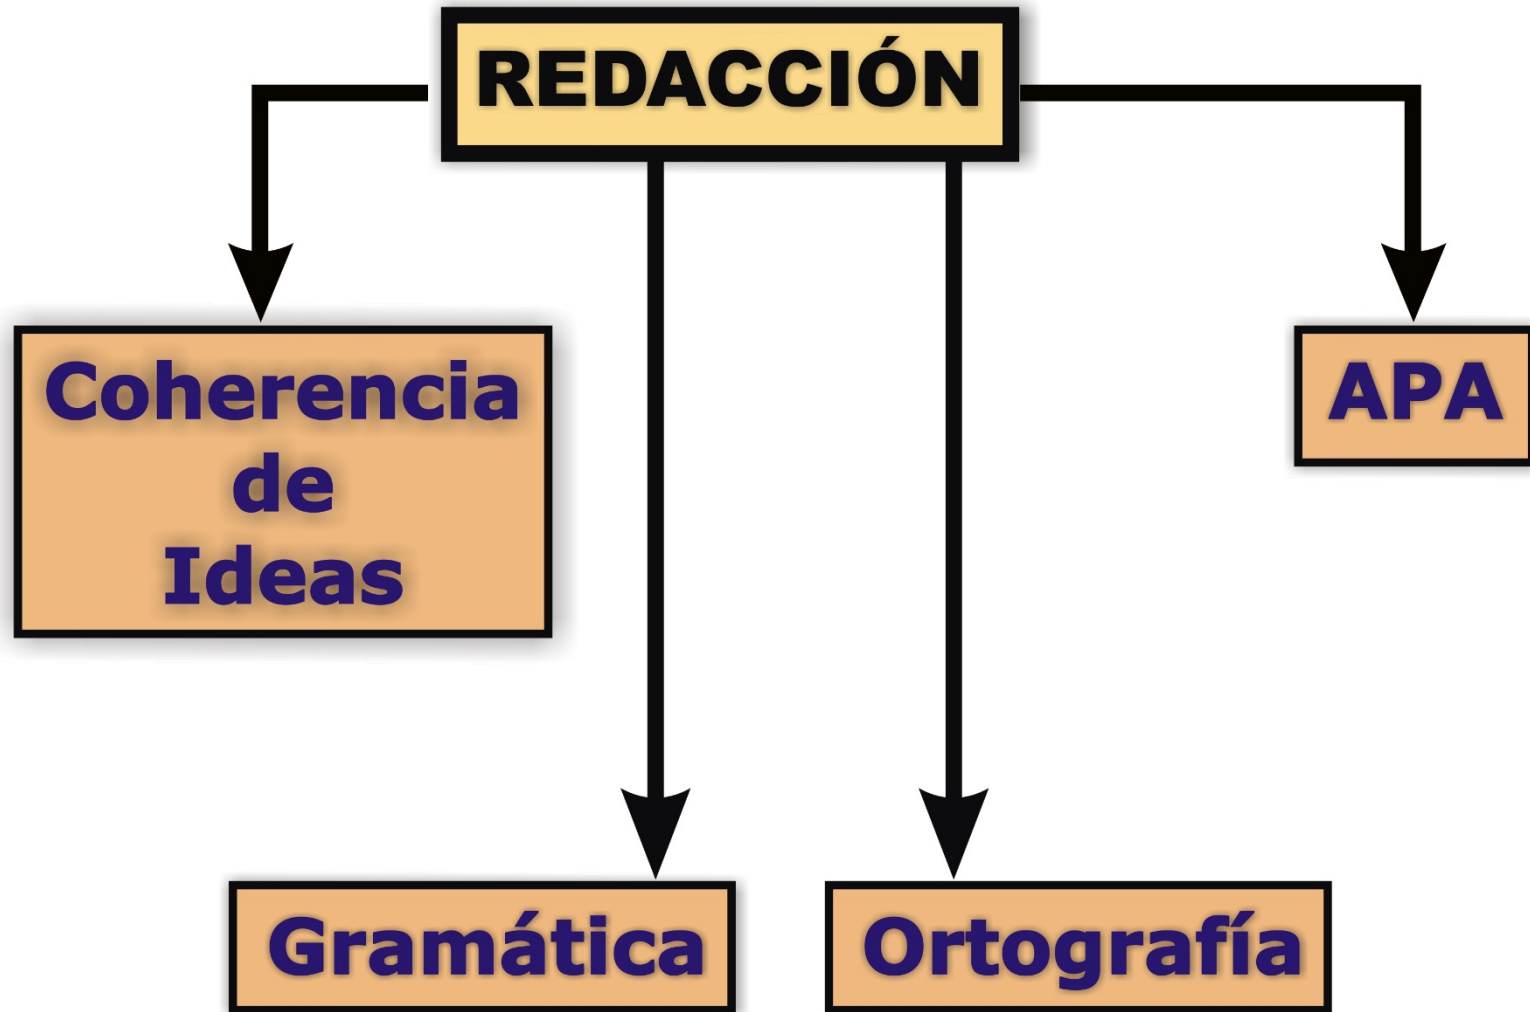 REDACCIÓN
Coherencia
de
Ideas
APA
Gramática
Ortografía